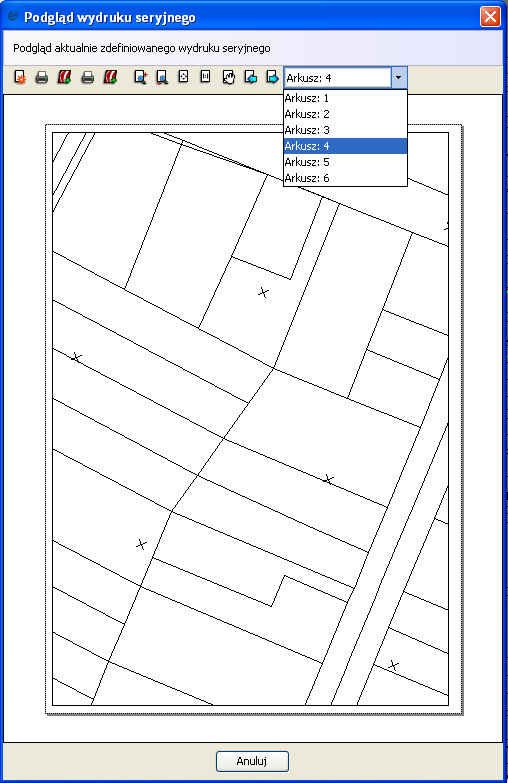 Podgląd wydruku seryjnego
Podgląd aktualnie zdefiniowanego wydruku seryjnego
Arkusz: 4
Arkusz: 1
Arkusz: 2
Arkusz: 3
Arkusz: 4
Arkusz: 5
Arkusz: 6
Anuluj